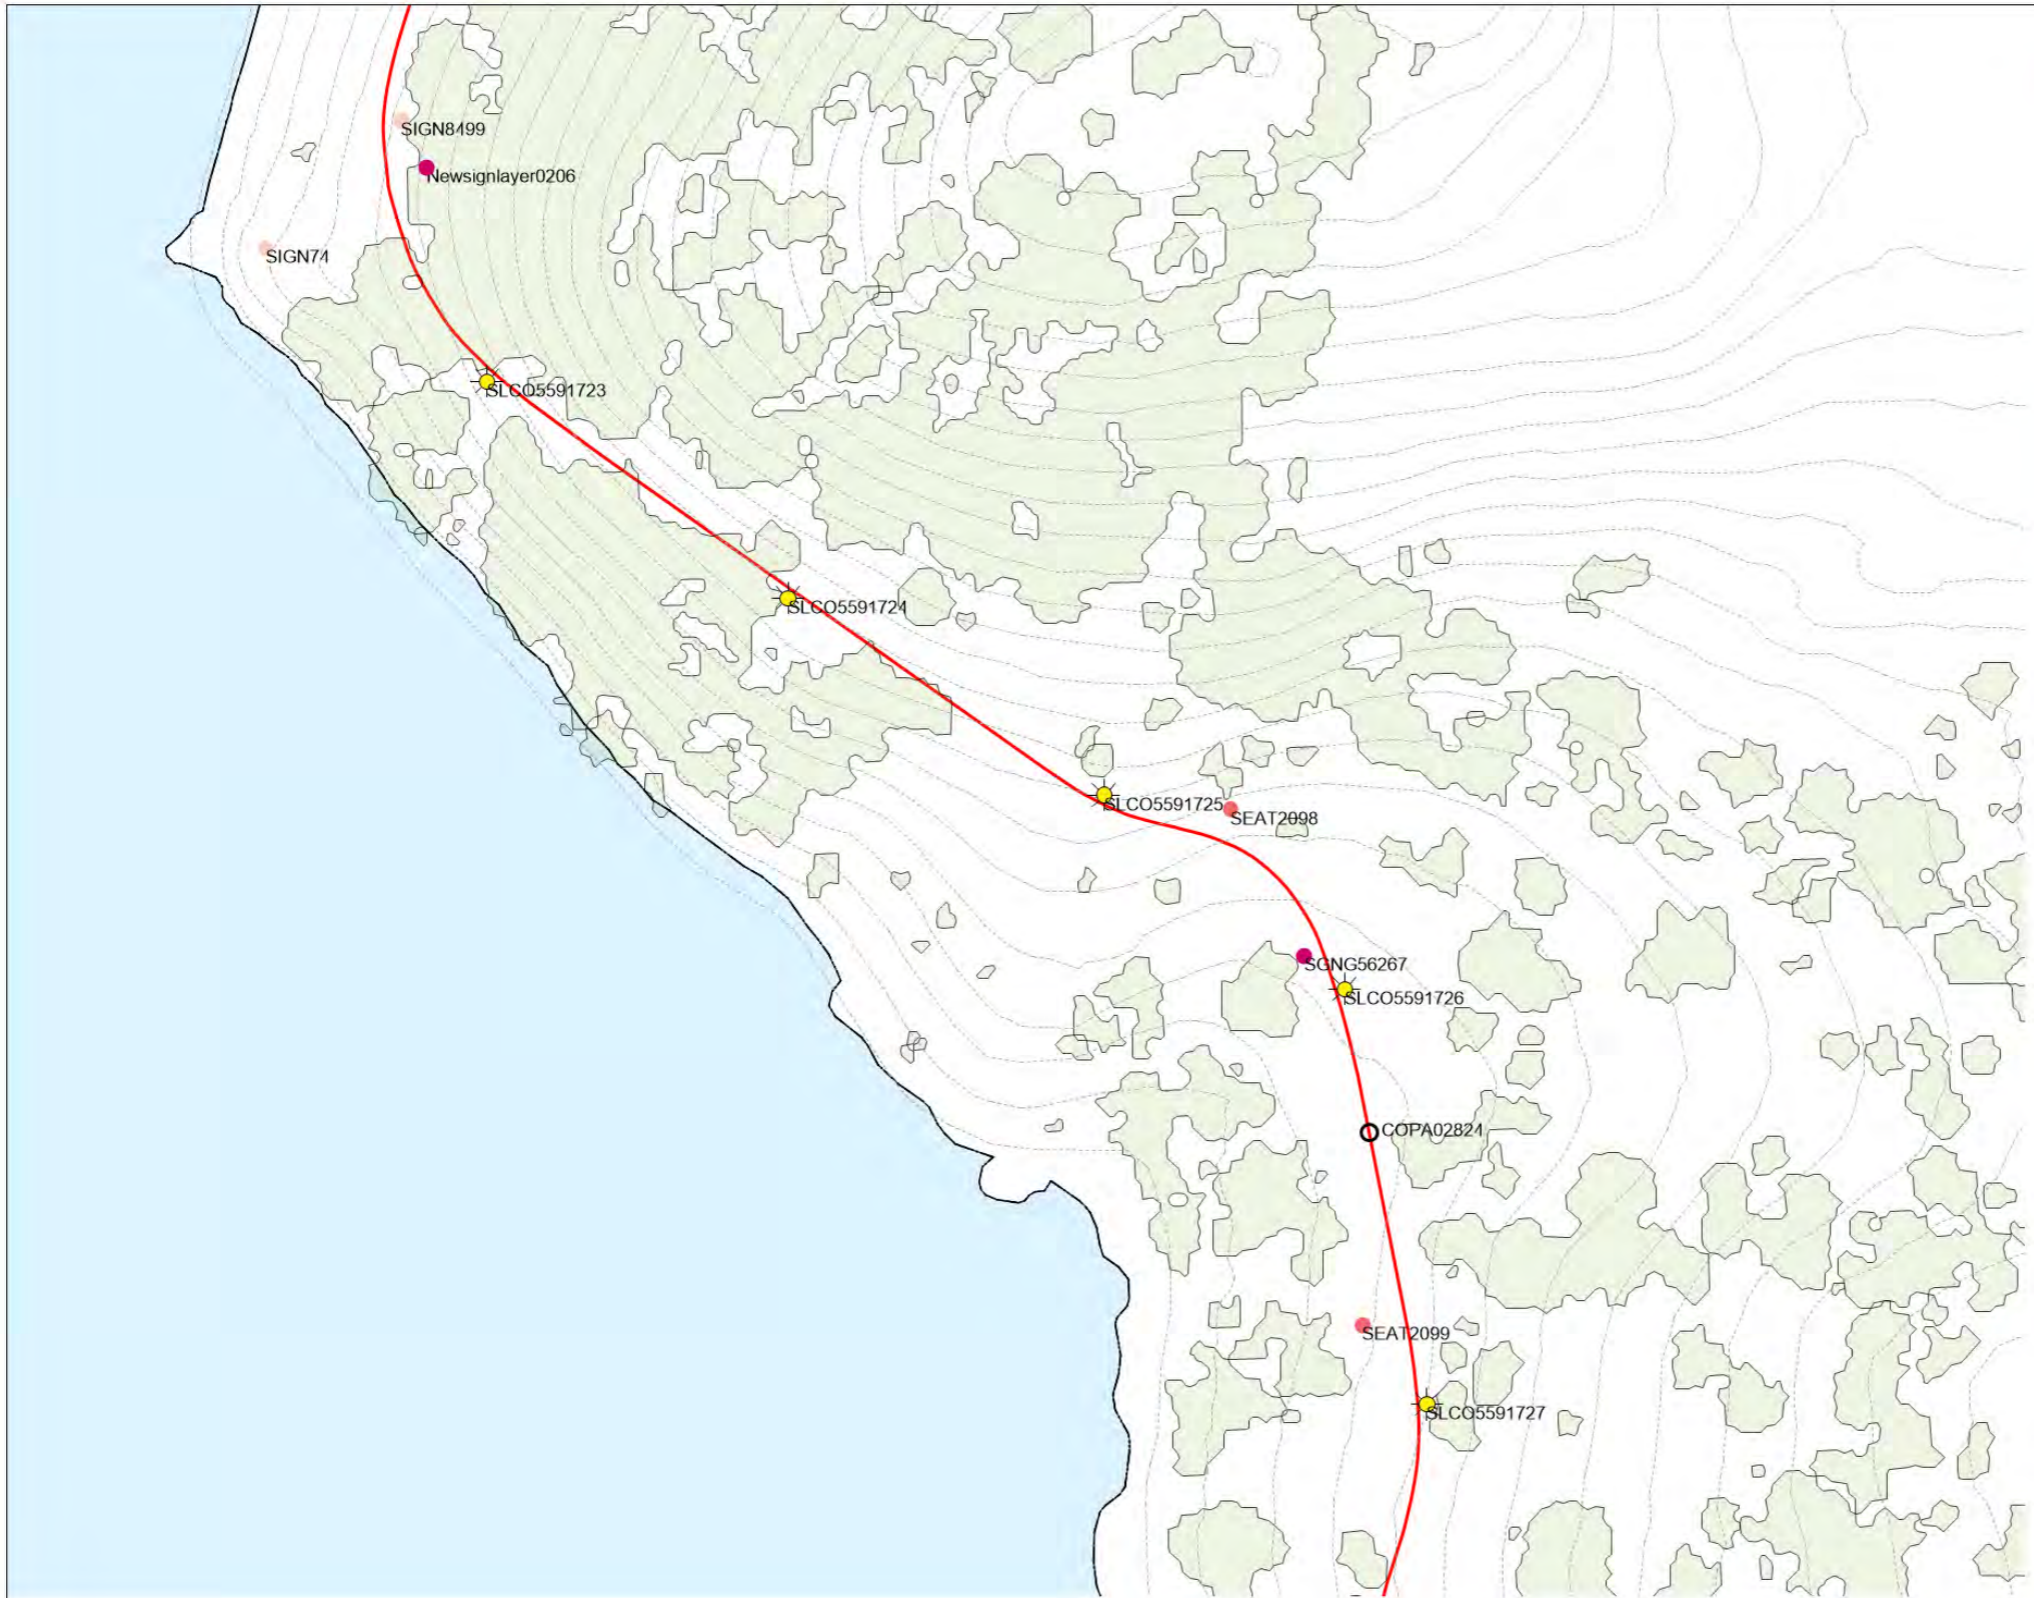 SIGN8499
Newsignlayer0206
SIGN74
SLCO5591723
SLCO5591724
SLCO5591725
SEAT2098
SGNG56267
SLCO5591726
COPA02824
SEAT2099
SLCO5591727